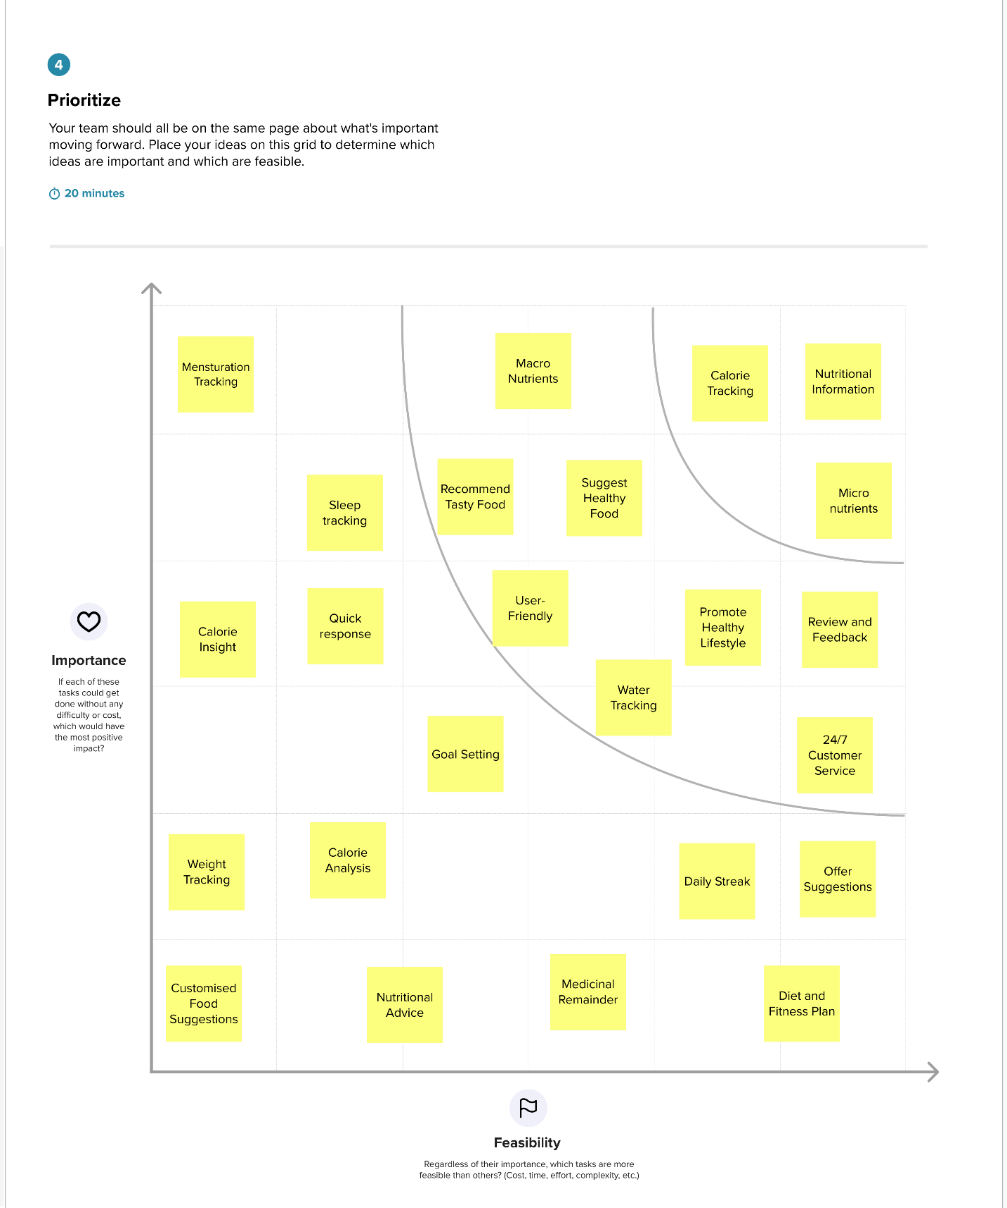 4
Prioritize
Your team should all be on the same page about what's important
moving forward. Place your ideas on this grid to determine which
ideas are important and which are feasible.
20 minutes
Mensturation
Tracking
Macro
Nutrients
Calorie
Tracking
Nutritional
Information
Sleep
tracking
Recommend
Tasty Food
Suggest
Healthy
Food
Micro
nutrients
Calorie
Insight
Quick
response
User-
Friendly
Promote
Healthy
Lifestyle
Review and
Feedback
Importance
If each of these
tasks could get
done without any
difficulty or cost,
which would have
the most positive
impact?
Water
Tracking
Goal Setting
24/7
Customer
Service
Weight
Tracking
Calorie
Analysis
Daily Streak
Offer
Suggestions
Customised
Food
Suggestions
Nutritional
Advice
Medicinal
Remainder
Diet and
Fitness Plan
Feasibility
Regardless of their importance, which tasks are more
feasible than others? (Cost, time, effort, complexity, etc.)